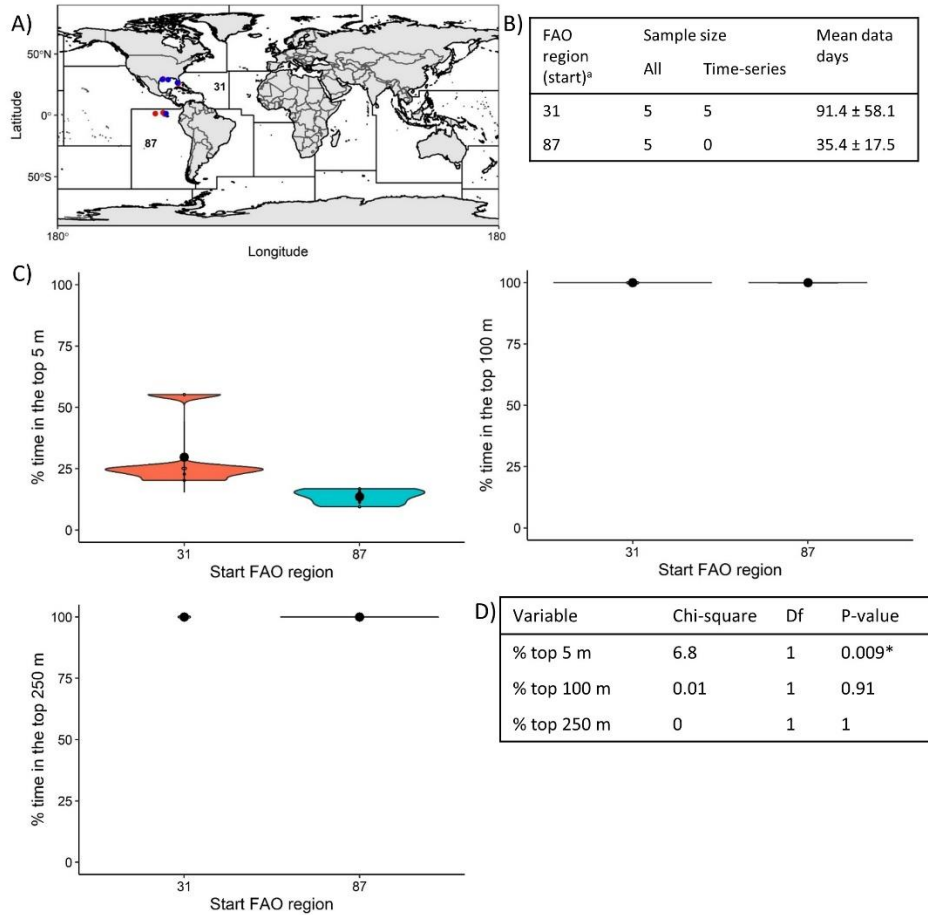 A)
50°N
0°
50°S
Latitude
31
87
180°
180
Longitude
B)
FAO region (start)ᵃ
Sample size
Mean data days
All
Time-series
31 5 5 91.4 ± 58.1
87 5 0 35.4 ± 17.5
C)
100
75
50
25
0
% time in the top 5 m
31 87
Start FAO region
100
75
50
25
0
% time in the top 100 m
31 87
Start FAO region
100
75
50
25
0
% time in the top 250 m
31 87
Start FAO region
D)
Variable Chi-square Df P-value
% top 5 m 6.8 1 0.009*
% top 100 m 0.01 1 0.91
% top 250 m 0 1 1